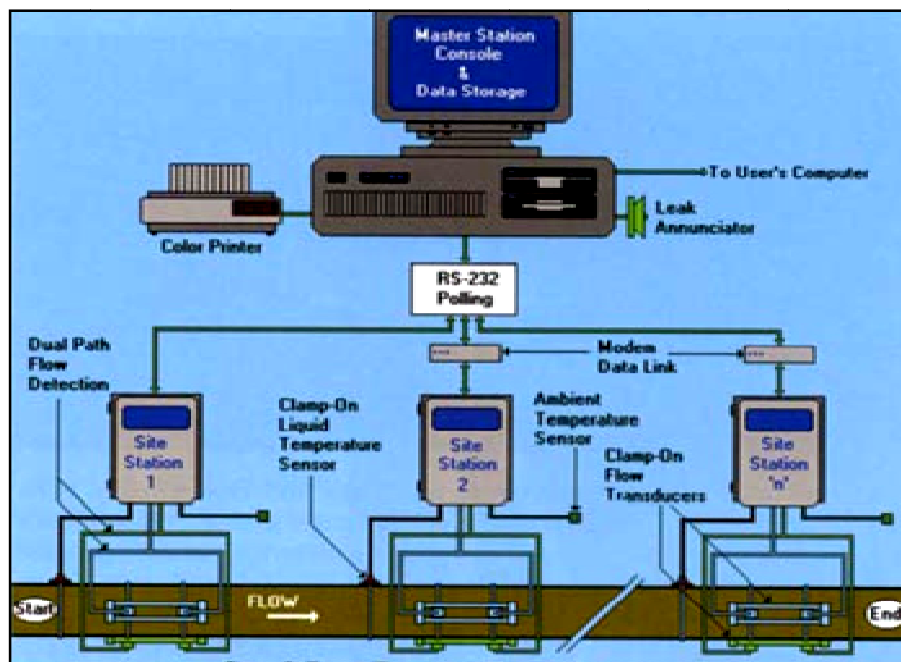 Master Station
Console
&
Data Storage
To User's Computer
Leak
Annunciator
Color Printer
RS-232
Polling
Dual Path
Flow
Detection
Modem
Data Link
Clamp-On
Liquid
Temperature
Sensor
Ambient
Temperature
Sensor
Clamp-On
Flow
Transducers
Site
Station
1
Site
Station
2
Site
Station
'n'
Start
FLOW
End